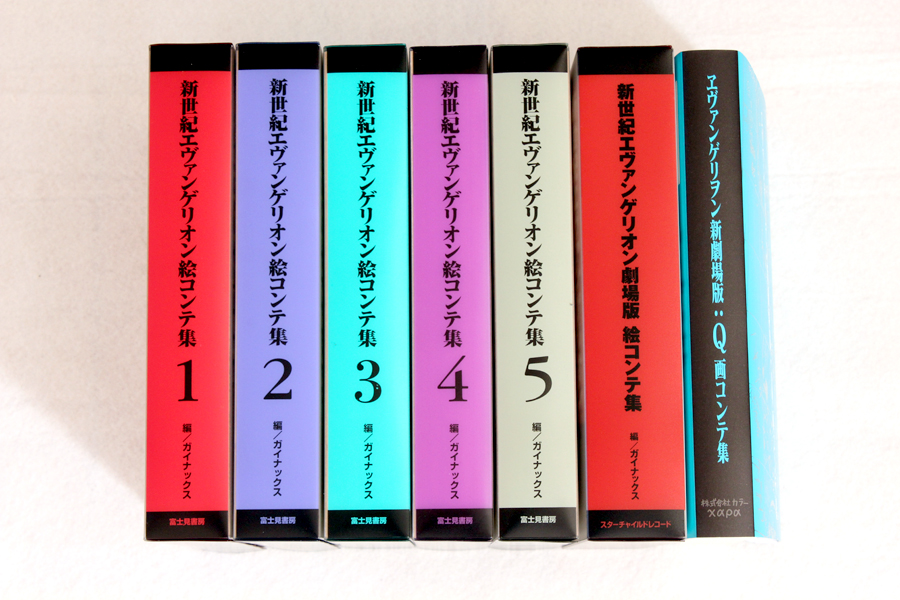 新世紀エヴァンゲリオン絵コンテ集
1
編/ガイナックス
富士見書房
新世紀エヴァンゲリオン絵コンテ集
2
編/ガイナックス
富士見書房
新世紀エヴァンゲリオン絵コンテ集
3
編/ガイナックス
富士見書房
新世紀エヴァンゲリオン絵コンテ集
4
編/ガイナックス
富士見書房
新世紀エヴァンゲリオン絵コンテ集
5
編/ガイナックス
富士見書房
新世紀エヴァンゲリオン劇場版 絵コンテ集
編/ガイナックス
スターチャイルドレコード
ヱヴァンゲリヲン新劇場版:Q 画コンテ集
株式会社カラー
xapa